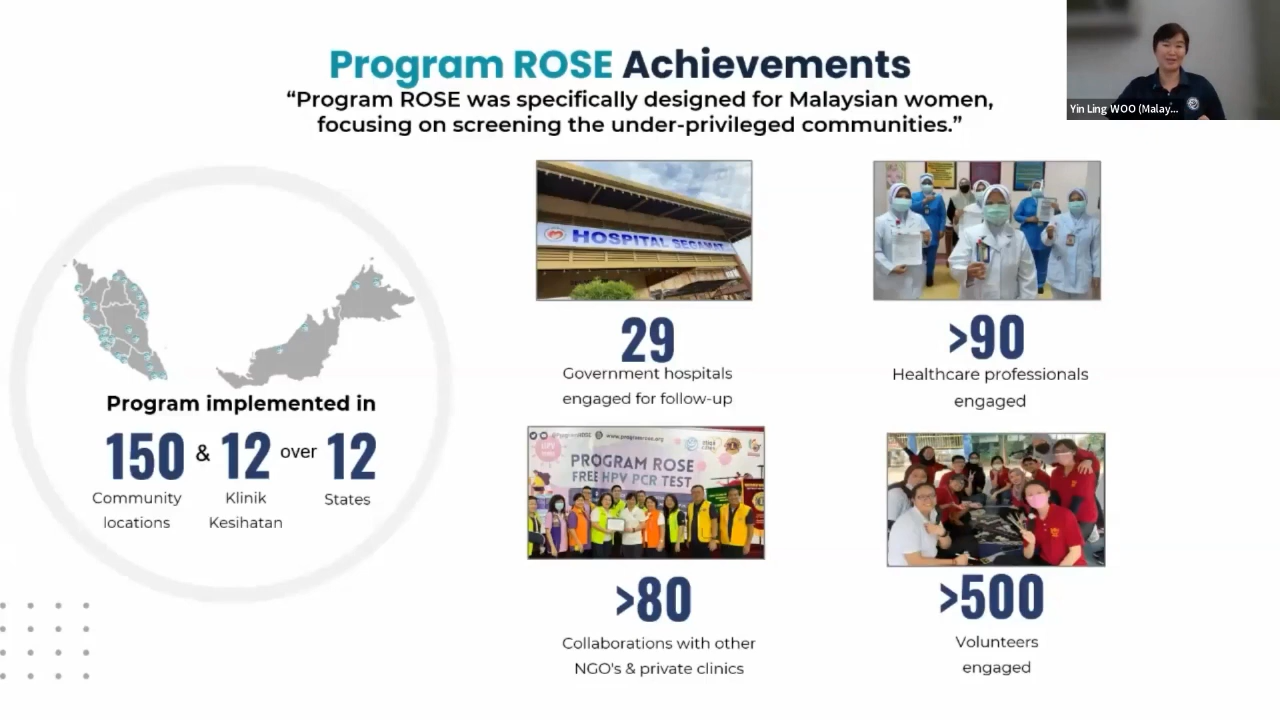 Program ROSE Achievements
“Program ROSE was specifically designed for Malaysian women,
focusing on screening the under-privileged communities.”
Yin Ling WOO (Malay...
HOSPITAL SEGAMAT
29
Government hospitals
engaged for follow-up
>90
Healthcare professionals
engaged
Program implemented in
150 & 12 over 12
Community
locations
Klinik
Kesihatan
States
www.programrose.org
PROGRAM ROSE
FREE HPV PCR TEST
>80
Collaborations with other
NGO's & private clinics
>500
Volunteers
engaged